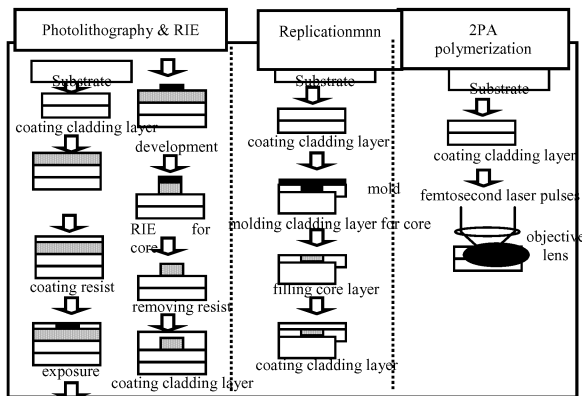 Photolithography & RIE
Substrate
coating cladding layer
coating resist
exposure
development
RIE for
core
removing resist
coating cladding layer
Replicationmnn
Substrate
coating cladding layer
mold
molding cladding layer for core
filling core layer
coating cladding layer
2PA
polymerization
Substrate
coating cladding layer
femtosecond laser pulses
objective
lens